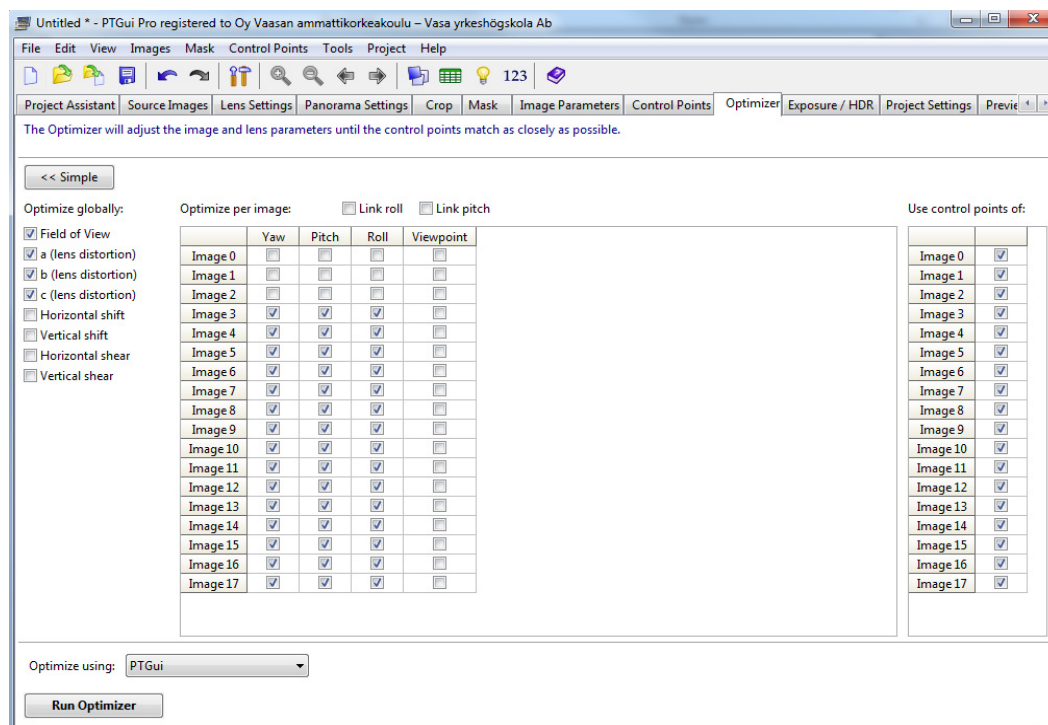 Untitled * - PTGui Pro registered to Oy Vaasan ammattikorkeakoulu – Vasa yrkeshögskola Ab
File Edit View Images Mask Control Points Tools Project Help
123
Project Assistant Source Images Lens Settings Panorama Settings Crop Mask Image Parameters Control Points Optimizer Exposure / HDR Project Settings Previe
The Optimizer will adjust the image and lens parameters until the control points match as closely as possible.
<< Simple
Optimize globally: Optimize per image: Link roll Link pitch Use control points of:
Field of View
a (lens distortion)
b (lens distortion)
c (lens distortion)
Horizontal shift
Vertical shift
Horizontal shear
Vertical shear
Yaw Pitch Roll Viewpoint
Image 0
Image 1
Image 2
Image 3
Image 4
Image 5
Image 6
Image 7
Image 8
Image 9
Image 10
Image 11
Image 12
Image 13
Image 14
Image 15
Image 16
Image 17
Image 0
Image 1
Image 2
Image 3
Image 4
Image 5
Image 6
Image 7
Image 8
Image 9
Image 10
Image 11
Image 12
Image 13
Image 14
Image 15
Image 16
Image 17
Optimize using: PTGui
Run Optimizer